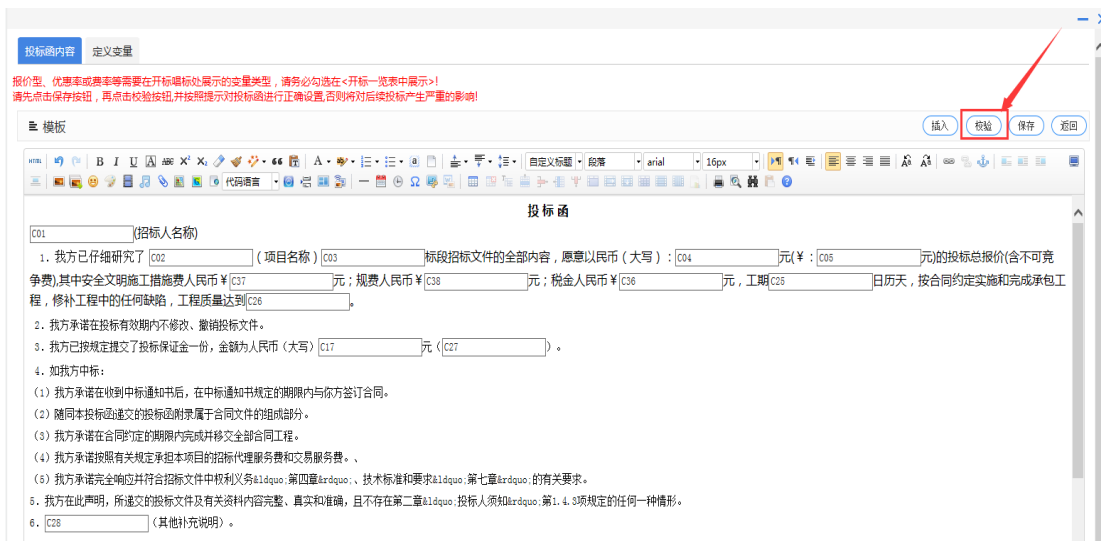 投标函内容 定义变量
报价型、优惠率或费率等需要在开标唱标处展示的变量类型，请务必勾选在<开标一览表中展示>!
请先点击保存按钮，再点击校验按钮,并按照提示对投标函进行正确设置,否则将对后续投标产生严重的影响!
模板 插入 校验 保存 返回
HTML B I U A ABC X² X₂ A 自定义标题 段落 arial 16px
代码语言
投标函
C01 (招标人名称)
1. 我方已仔细研究了 C02 (项目名称) C03 标段招标文件的全部内容，愿意以民币（大写）: C04 元(¥ : C05 元)的投标总报价(含不可竞
争费),其中安全文明施工措施费人民币¥ C37 元；规费人民币¥ C38 元；税金人民币¥ C36 元，工期 C25 日历天，按合同约定实施和完成承包工
程，修补工程中的任何缺陷，工程质量达到 C26 。
2. 我方承诺在投标有效期内不修改、撤销投标文件。
3. 我方已按规定提交了投标保证金一份，金额为人民币（大写） C17 元（ C27 ）。
4. 如我方中标:
（1）我方承诺在收到中标通知书后，在中标通知书规定的期限内与你方签订合同。
（2）随同本投标函递交的投标函附录属于合同文件的组成部分。
（3）我方承诺在合同约定的期限内完成并移交全部合同工程。
（4）我方承诺按照有关规定承担本项目的招标代理服务费和交易服务费。、
（5）我方承诺完全响应并符合招标文件中权利义务&ldquo;第四章&rdquo;、技术标准和要求&ldquo;第七章&rdquo;的有关要求。
5. 我方在此声明，所递交的投标文件及有关资料内容完整、真实和准确，且不存在第二章&ldquo;投标人须知&rdquo;第1.4.3项规定的任何一种情形。
6. C28 （其他补充说明）。